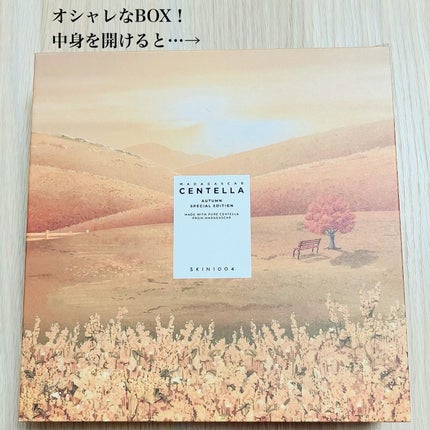 オシャレなBOX！
中身を開けると…→
MADAGASCAR
CENTELLA
AUTUMN
SPECIAL EDITION
MADE WITH PURE CENTELLA
FROM MADAGASCAR
SKIN1004